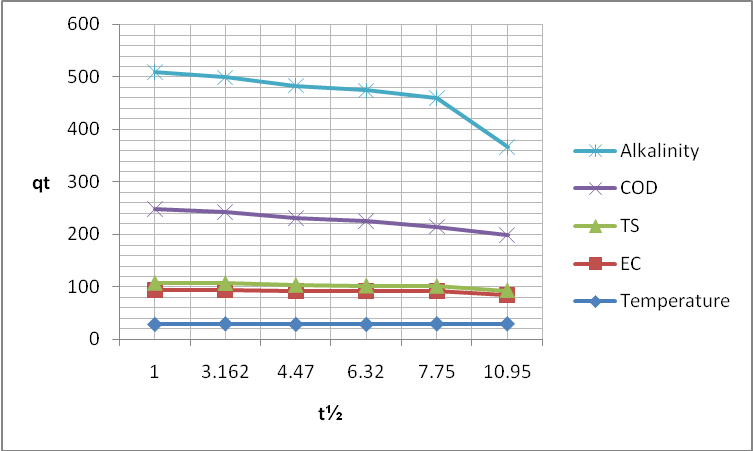 600
500
400
300
200
100
0
qt
1 3.162 4.47 6.32 7.75 10.95
t½
Alkalinity
COD
TS
EC
Temperature